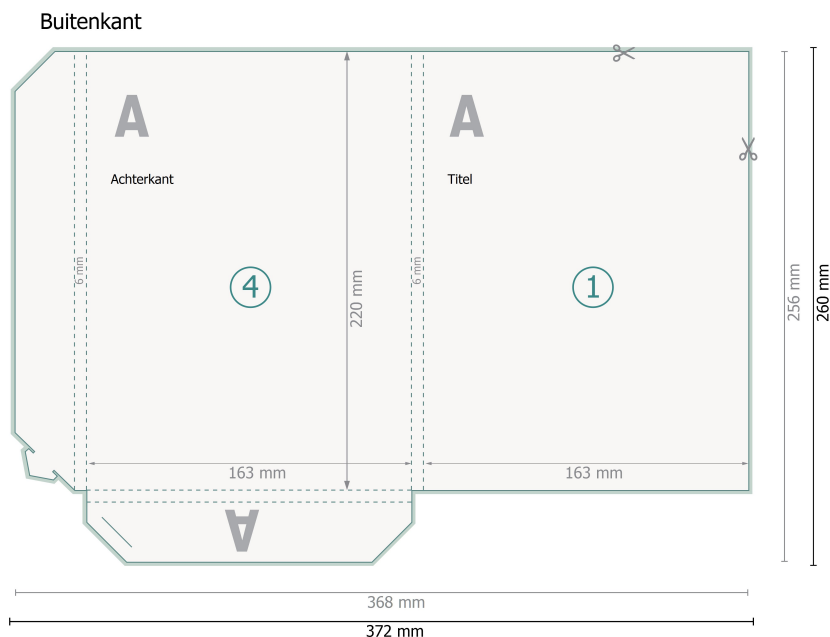 Buitenkant
A
A
Achterkant
Titel
6 mm
6 mm
4
1
220 mm
256 mm
260 mm
163 mm
163 mm
A
368 mm
372 mm